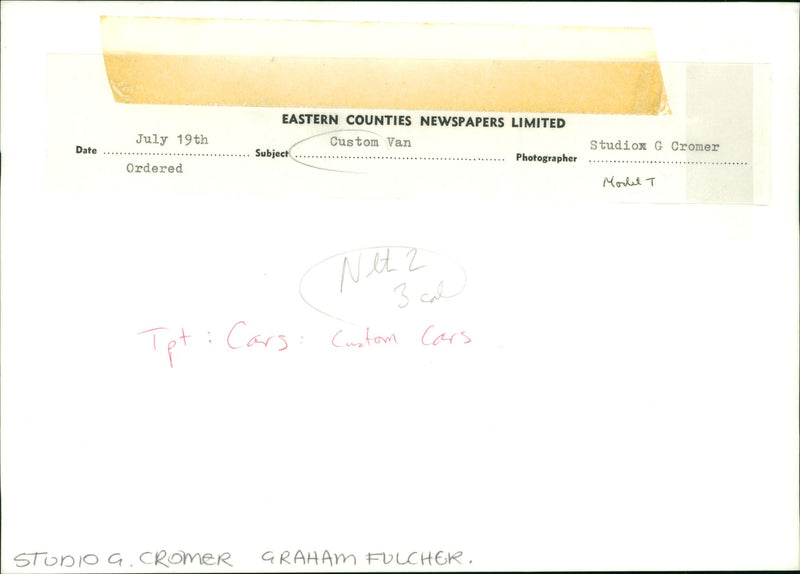 EASTERN COUNTIES NEWSPAPERS LIMITED
Date July 19th Subject Custom Van Photographer Studiox G Cromer
Ordered
Model T
2
3 col
Tpt : Cars : Custom Cars
STUDIO G. CROMER GRAHAM FULCHER.